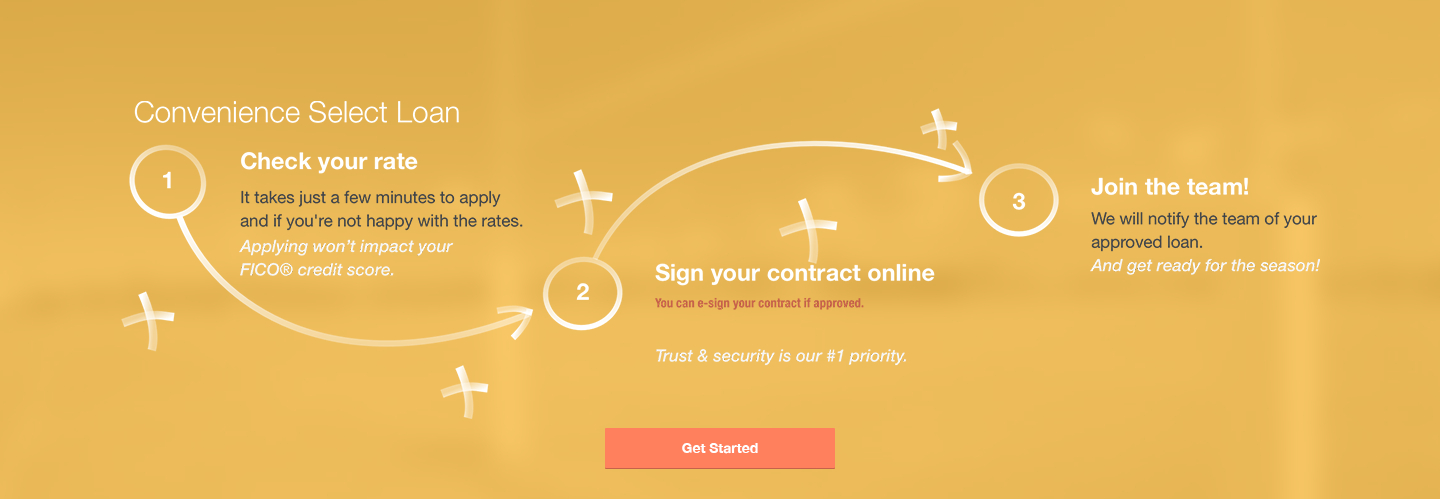 Convenience Select Loan
1
Check your rate
It takes just a few minutes to apply
and if you're not happy with the rates.
Applying won't impact your
FICO® credit score.
2
Sign your contract online
You can e-sign your contract if approved.
Trust & security is our #1 priority.
3
Join the team!
We will notify the team of your
approved loan.
And get ready for the season!
Get Started